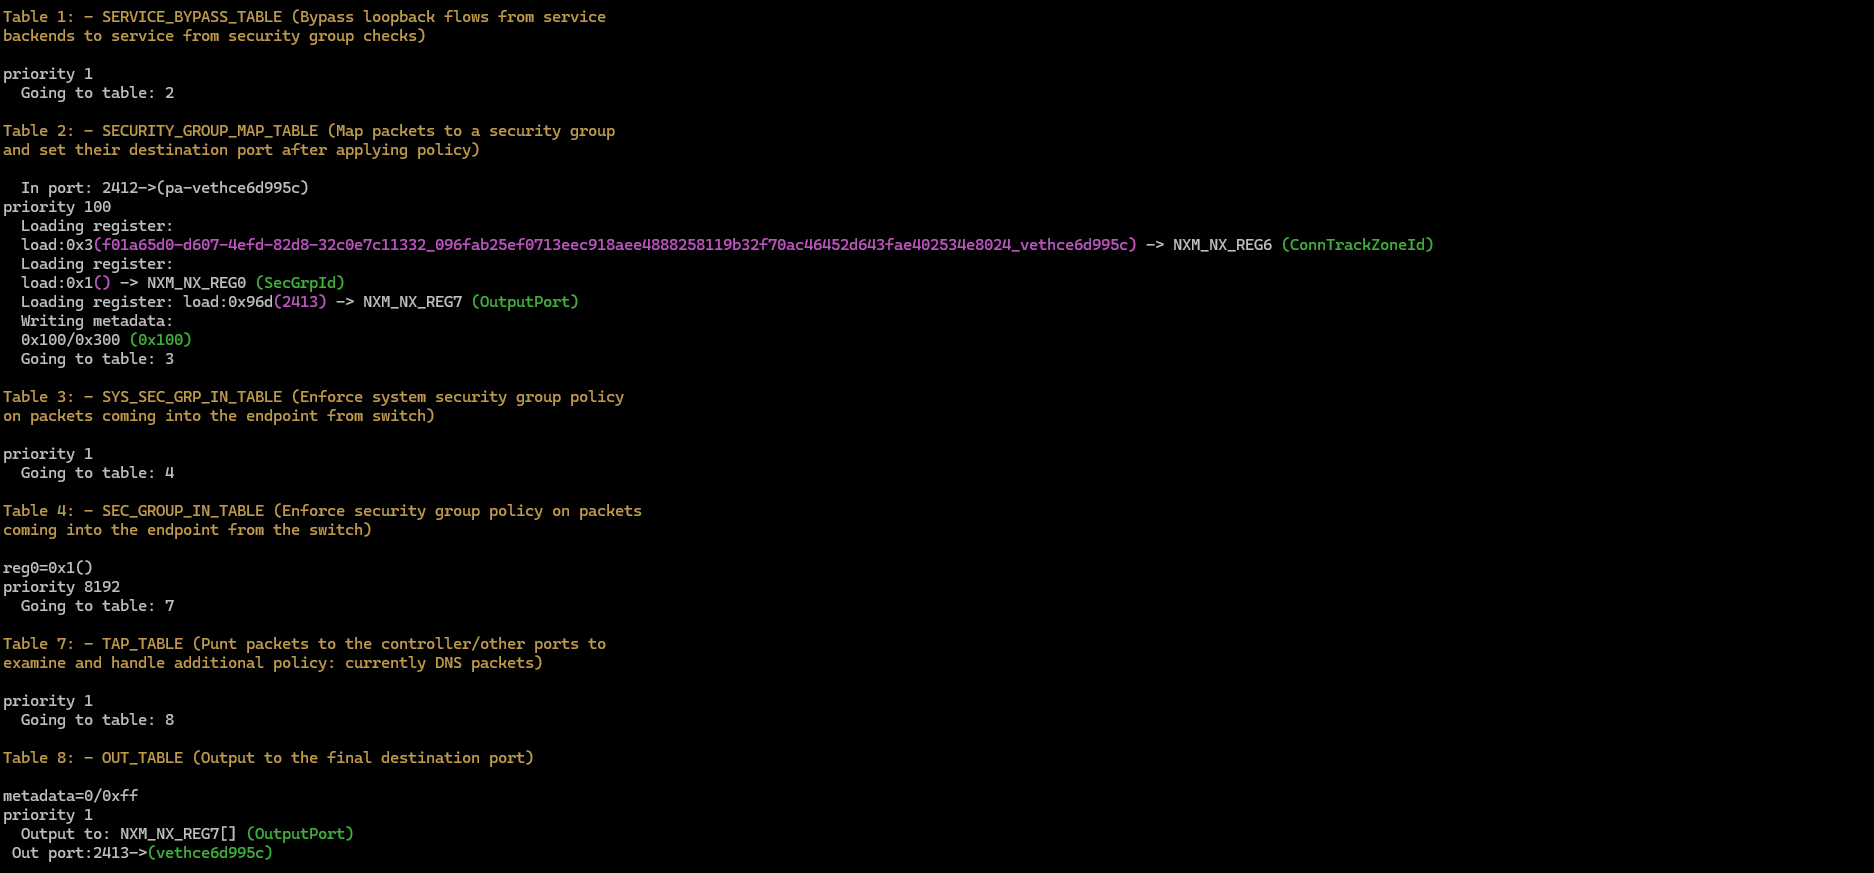 Table 1: - SERVICE_BYPASS_TABLE (Bypass loopback flows from service
backends to service from security group checks)
priority 1
Going to table: 2
Table 2: - SECURITY_GROUP_MAP_TABLE (Map packets to a security group
and set their destination port after applying policy)
In port: 2412->(pa-vethce6d995c)
priority 100
Loading register:
load:0x3(f01a65d0-d607-4efd-82d8-32c0e7c11332_096fab25ef0713eec918aee4888258119b32f70ac46452d643fae402534e8024_vethce6d995c) -> NXM_NX_REG6 (ConnTrackZoneId)
Loading register:
load:0x1() -> NXM_NX_REG0 (SecGrpId)
Loading register: load:0x96d(2413) -> NXM_NX_REG7 (OutputPort)
Writing metadata:
0x100/0x300 (0x100)
Going to table: 3
Table 3: - SYS_SEC_GRP_IN_TABLE (Enforce system security group policy
on packets coming into the endpoint from switch)
priority 1
Going to table: 4
Table 4: - SEC_GROUP_IN_TABLE (Enforce security group policy on packets
coming into the endpoint from the switch)
reg0=0x1()
priority 8192
Going to table: 7
Table 7: - TAP_TABLE (Punt packets to the controller/other ports to
examine and handle additional policy: currently DNS packets)
priority 1
Going to table: 8
Table 8: - OUT_TABLE (Output to the final destination port)
metadata=0/0xff
priority 1
Output to: NXM_NX_REG7[] (OutputPort)
Out port:2413->(vethce6d995c)